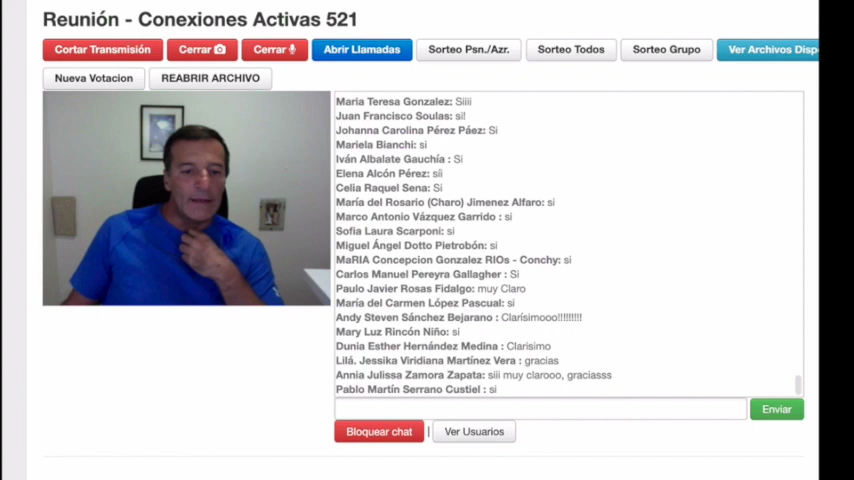 Reunión - Conexiones Activas 521
Cortar Transmisión Cerrar Cerrar Abrir Llamadas Sorteo Psn./Azr. Sorteo Todos Sorteo Grupo Ver Archivos Disp
Nueva Votacion REABRIR ARCHIVO
Maria Teresa Gonzalez: Siiii
Juan Francisco Soulas: si!
Johanna Carolina Pérez Páez: Si
Mariela Bianchi: si
Iván Albalate Gauchía : Si
Elena Alcón Pérez: síi
Celia Raquel Sena: Si
María del Rosario (Charo) Jimenez Alfaro: si
Marco Antonio Vázquez Garrido : si
Sofia Laura Scarponi: si
Miguel Ángel Dotto Pietrobón: si
MaRIA Concepcion Gonzalez RIOs - Conchy: si
Carlos Manuel Pereyra Gallagher : Si
Paulo Javier Rosas Fidalgo: muy Claro
María del Carmen López Pascual: si
Andy Steven Sánchez Bejarano : Clarísimooo!!!!!!!!!
Mary Luz Rincón Niño: si
Dunia Esther Hernández Medina : Clarisimo
Lilá. Jessika Viridiana Martínez Vera : gracias
Annia Julissa Zamora Zapata: siii muy clarooo, graciasss
Pablo Martín Serrano Custiel : si
Enviar
Bloquear chat | Ver Usuarios